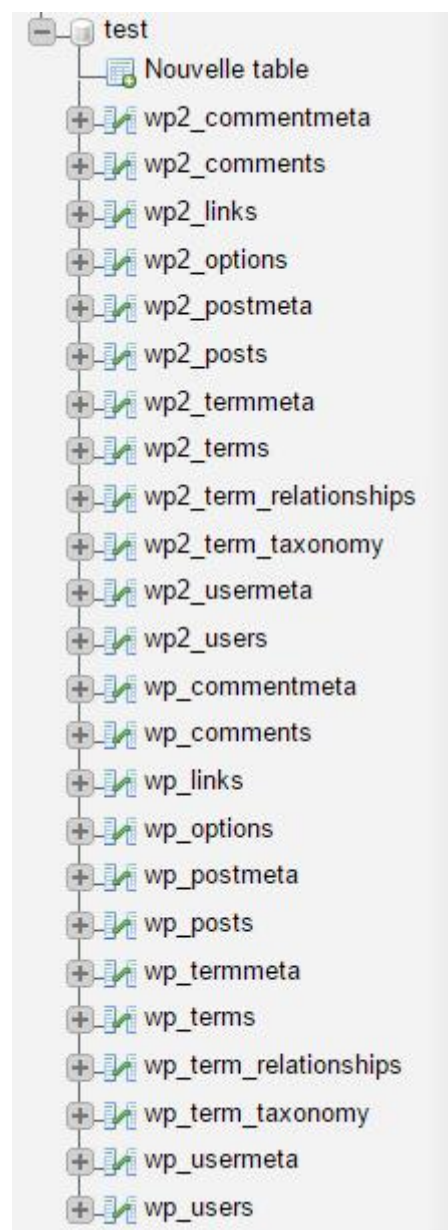 test
Nouvelle table
wp2_commentmeta
wp2_comments
wp2_links
wp2_options
wp2_postmeta
wp2_posts
wp2_termmeta
wp2_terms
wp2_term_relationships
wp2_term_taxonomy
wp2_usermeta
wp2_users
wp_commentmeta
wp_comments
wp_links
wp_options
wp_postmeta
wp_posts
wp_termmeta
wp_terms
wp_term_relationships
wp_term_taxonomy
wp_usermeta
wp_users